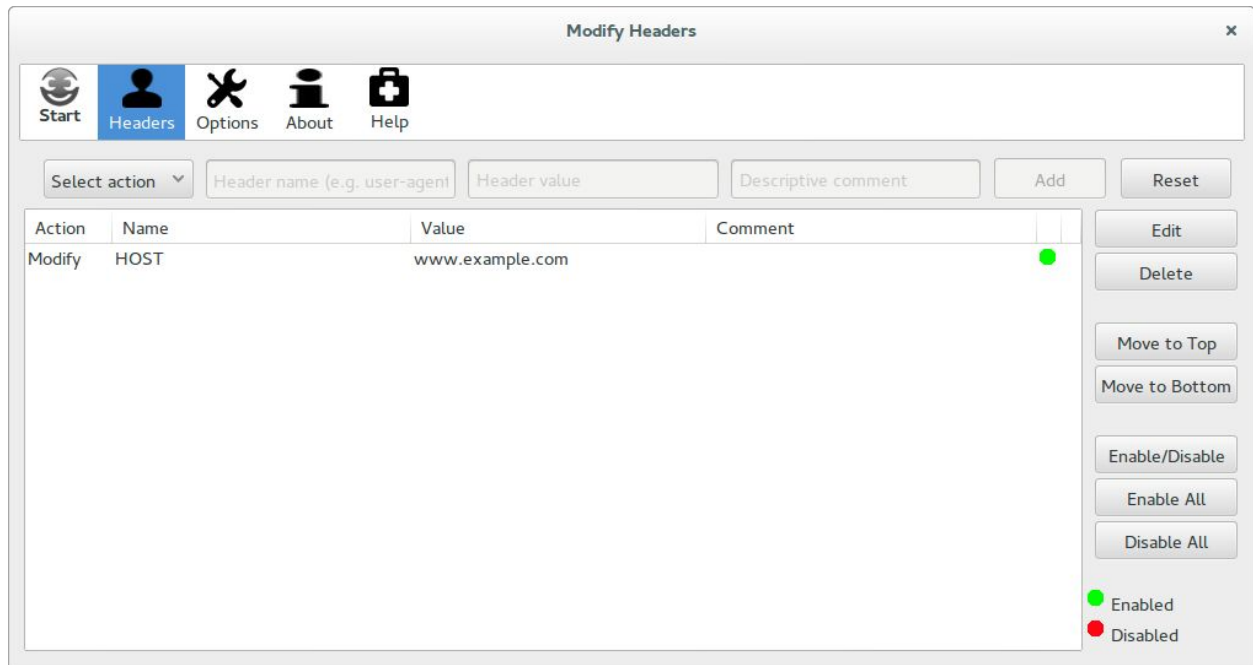 Modify Headers
×
Start Headers Options About Help
Select action Header name (e.g. user-agent Header value Descriptive comment Add Reset
Action Name Value Comment
Modify HOST www.example.com
Edit
Delete
Move to Top
Move to Bottom
Enable/Disable
Enable All
Disable All
Enabled
Disabled